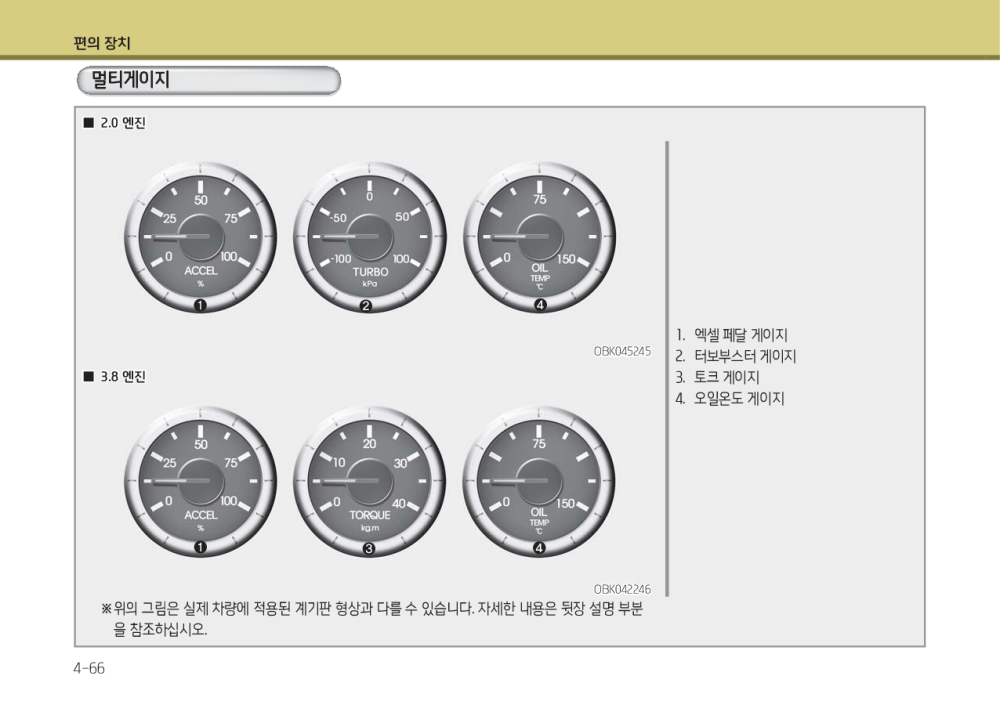 편의 장치
멀티게이지
■ 2.0 엔진
50
25 75
0 100
ACCEL
%
1
0
-50 50
-100 100
TURBO
kPa
2
75
0 150
OIL
TEMP
℃
4
OBK045245
■ 3.8 엔진
50
25 75
0 100
ACCEL
%
1
20
10 30
0 40
TORQUE
kg.m
3
75
0 150
OIL
TEMP
℃
4
OBK042246
※위의 그림은 실제 차량에 적용된 계기판 형상과 다를 수 있습니다. 자세한 내용은 뒷장 설명 부분
을 참조하십시오.
1. 엑셀 페달 게이지
2. 터보부스터 게이지
3. 토크 게이지
4. 오일온도 게이지
4-66